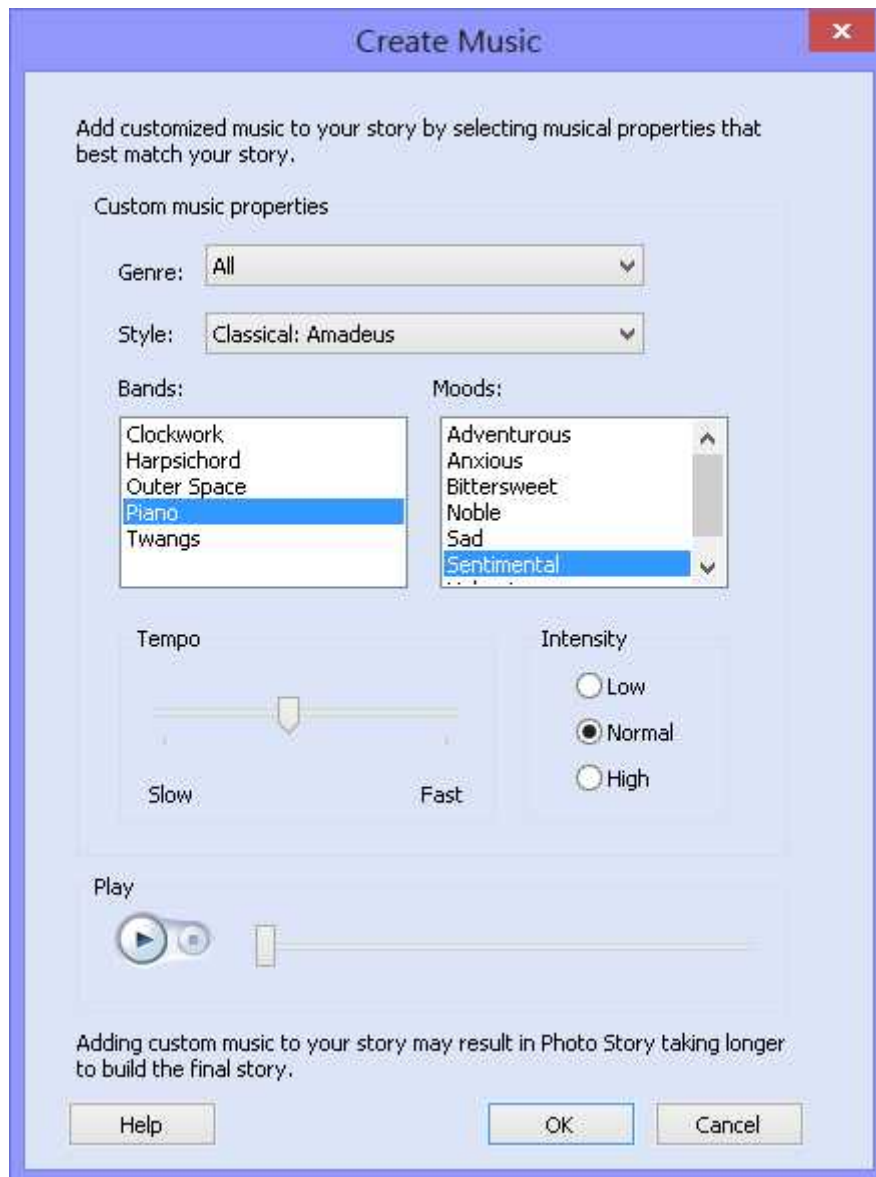 Create Music
Add customized music to your story by selecting musical properties that
best match your story.
Custom music properties
Genre: All
Style: Classical: Amadeus
Bands:
Clockwork
Harpsichord
Outer Space
Piano
Twangs
Moods:
Adventurous
Anxious
Bittersweet
Noble
Sad
Sentimental
Tempo
Slow Fast
Intensity
Low
Normal
High
Play
Adding custom music to your story may result in Photo Story taking longer
to build the final story.
Help OK Cancel